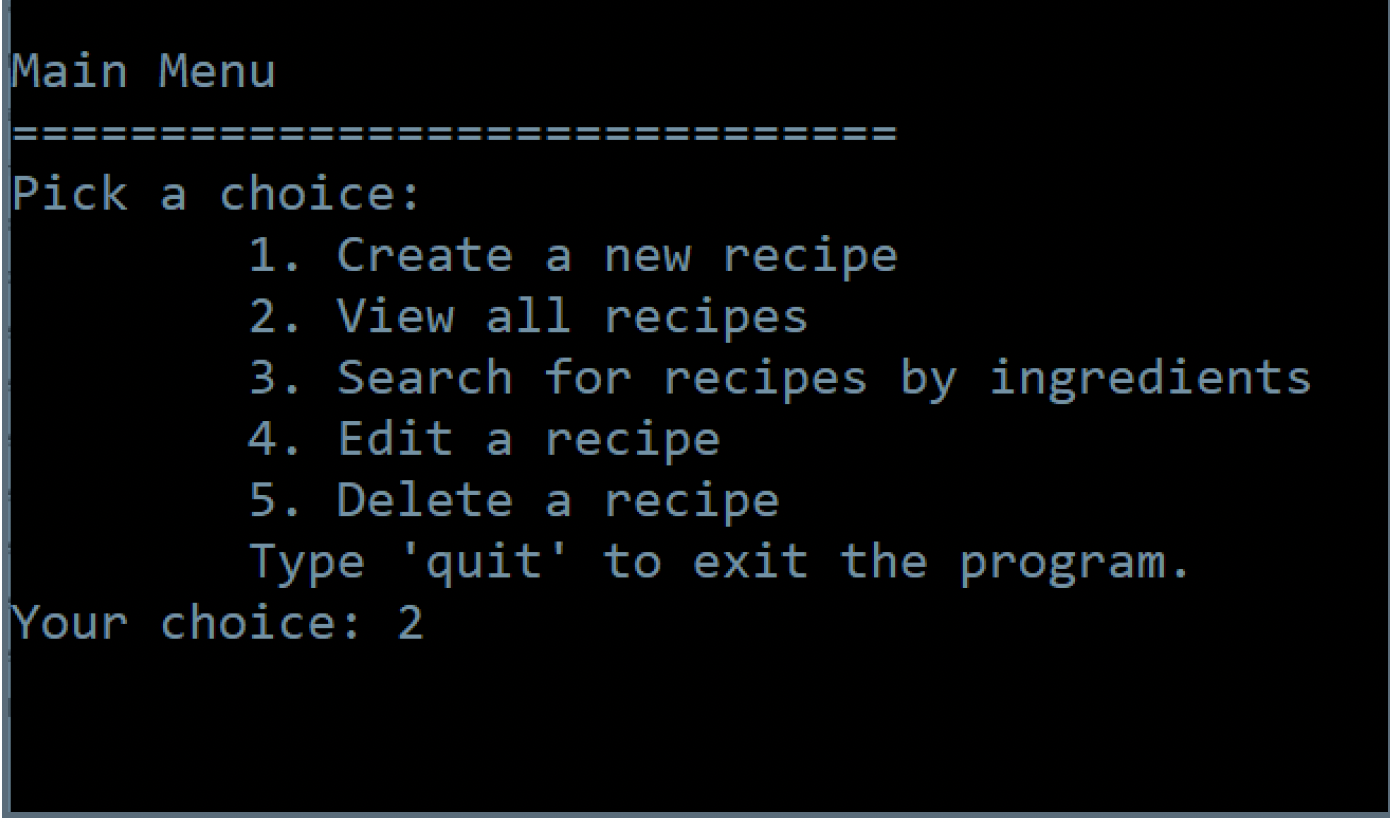 Main Menu
==============================
Pick a choice:
1. Create a new recipe
2. View all recipes
3. Search for recipes by ingredients
4. Edit a recipe
5. Delete a recipe
Type 'quit' to exit the program.
Your choice: 2